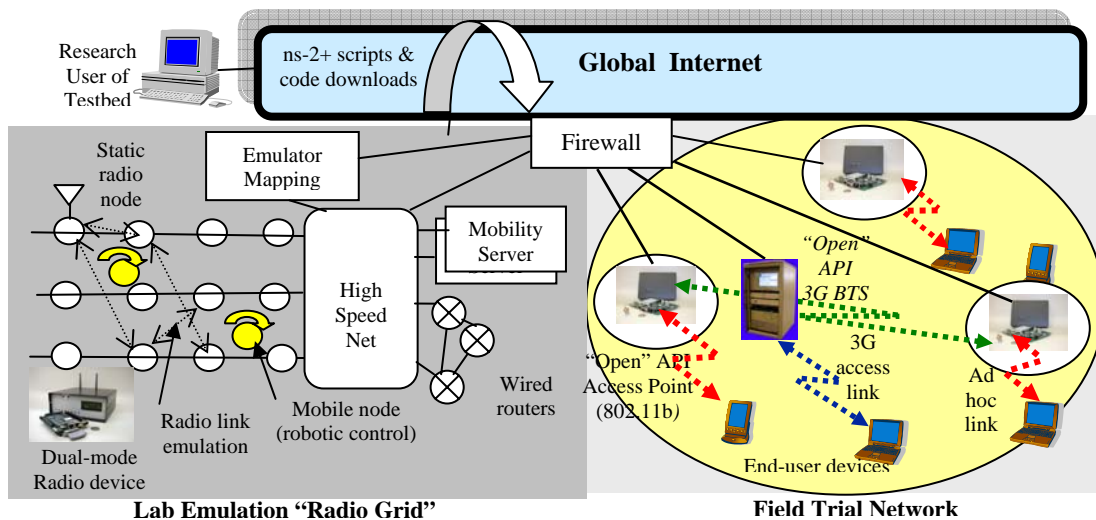 Research
User of
Testbed
ns-2+ scripts &
code downloads
Global Internet
Static
radio
node
Emulator
Mapping
Firewall
Mobility
Server
High
Speed
Net
"Open"
API
3G BTS
3G
access
link
"Open" API
Access Point
(802.11b)
Ad
hoc
link
Wired
routers
Radio link
emulation
Mobile node
(robotic control)
Dual-mode
Radio device
End-user devices
Lab Emulation "Radio Grid"
Field Trial Network